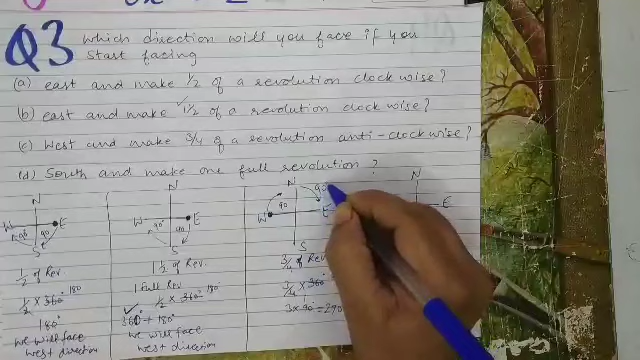 Q3 Which direction will you face if you
start facing
(a) east and make 1/2 of a revolution clockwise?
(b) east and make 1 1/2 of a revolution clockwise?
(c) West and make 3/4 of a revolution anti-clockwise?
(d) South and make one full revolution?
N
W E
90° 90°
S
1/2 of Rev
1/2 × 360° 180
180°
we will face
west direction
N
E
90° 90°
S
1 1/2 of Rev.
1 full Rev
1/2 × 360° 180
360° + 180°
we will face
west direction
N
90
90
W E
S
3/4 of Rev
3/4 × 360°
3×90° = 270
N
E
E